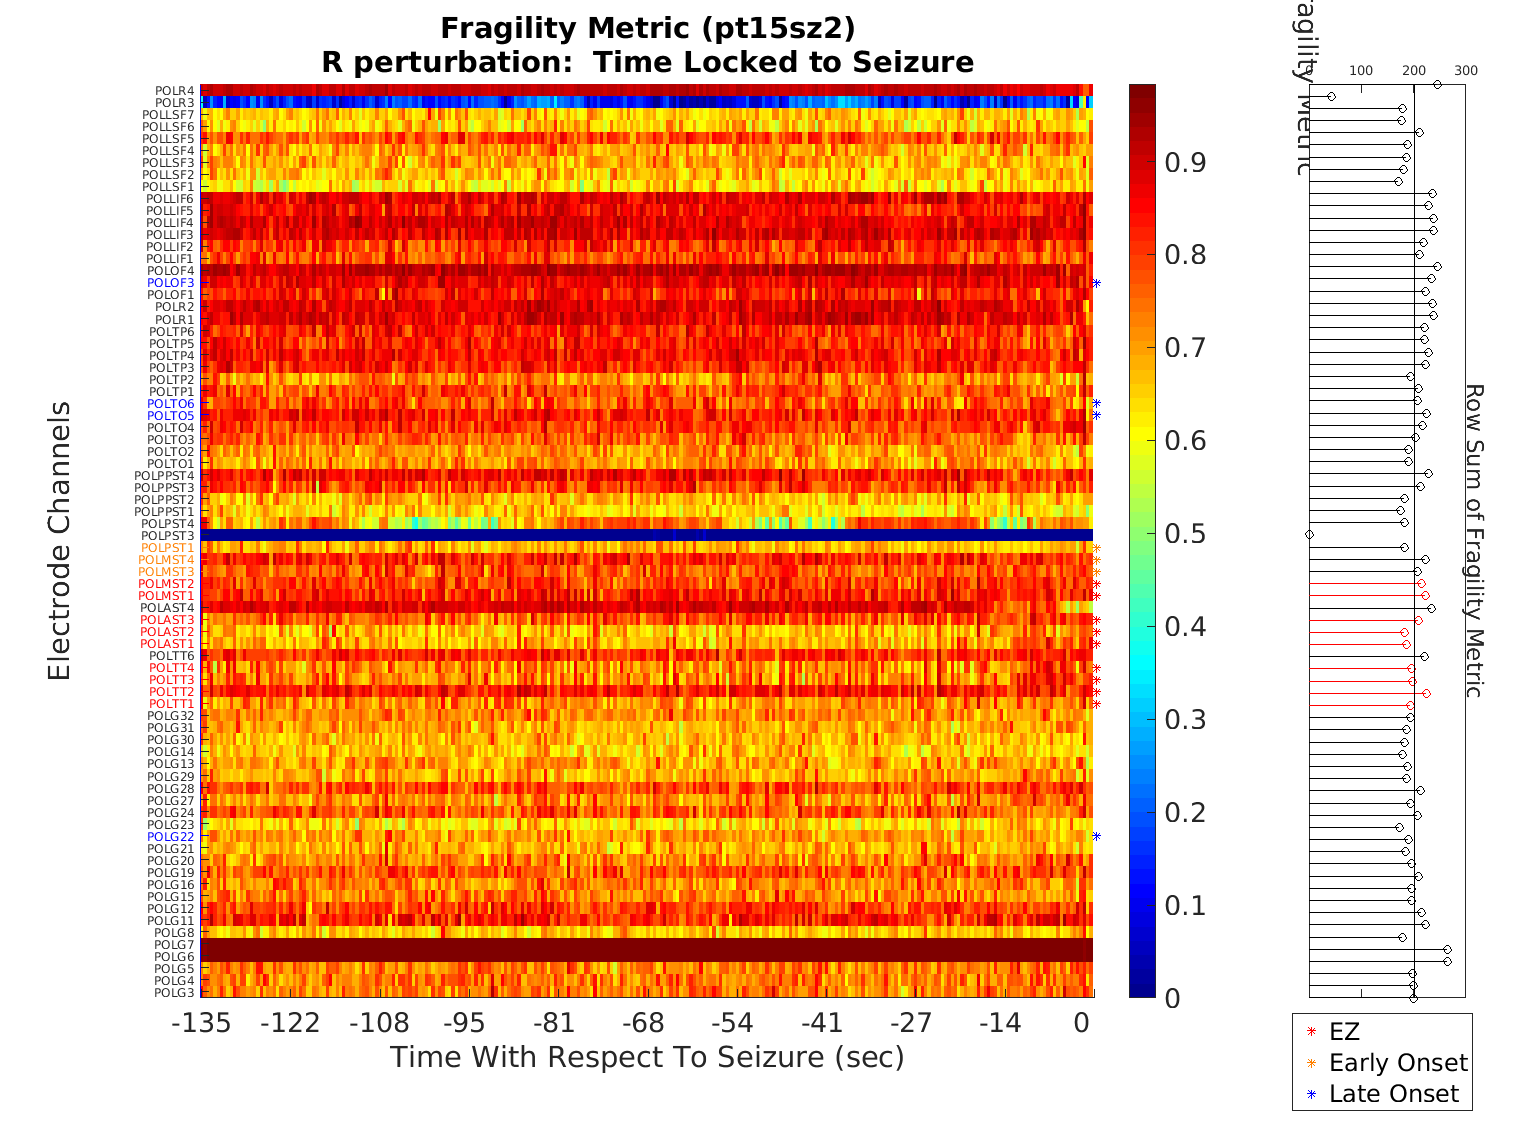 Fragility Metric (pt15sz2)
R perturbation:  Time Locked to Seizure
Electrode Channels
POLR4
POLR3
POLLSF7
POLLSF6
POLLSF5
POLLSF4
POLLSF3
POLLSF2
POLLSF1
POLLIF6
POLLIF5
POLLIF4
POLLIF3
POLLIF2
POLLIF1
POLOF4
POLOF3
POLOF1
POLR2
POLR1
POLTP6
POLTP5
POLTP4
POLTP3
POLTP2
POLTP1
POLTO6
POLTO5
POLTO4
POLTO3
POLTO2
POLTO1
POLPPST4
POLPPST3
POLPPST2
POLPPST1
POLPST4
POLPST3
POLPST1
POLMST4
POLMST3
POLMST2
POLMST1
POLAST4
POLAST3
POLAST2
POLAST1
POLTT6
POLTT4
POLTT3
POLTT2
POLTT1
POLG32
POLG31
POLG30
POLG14
POLG13
POLG29
POLG28
POLG27
POLG24
POLG23
POLG22
POLG21
POLG20
POLG19
POLG16
POLG15
POLG12
POLG11
POLG8
POLG7
POLG6
POLG5
POLG4
POLG3
-135 -122 -108 -95 -81 -68 -54 -41 -27 -14 0
Time With Respect To Seizure (sec)
0.9
0.8
0.7
0.6
0.5
0.4
0.3
0.2
0.1
0
agility Metric
0 100 200 300
Row Sum of Fragility Metric
EZ
Early Onset
Late Onset